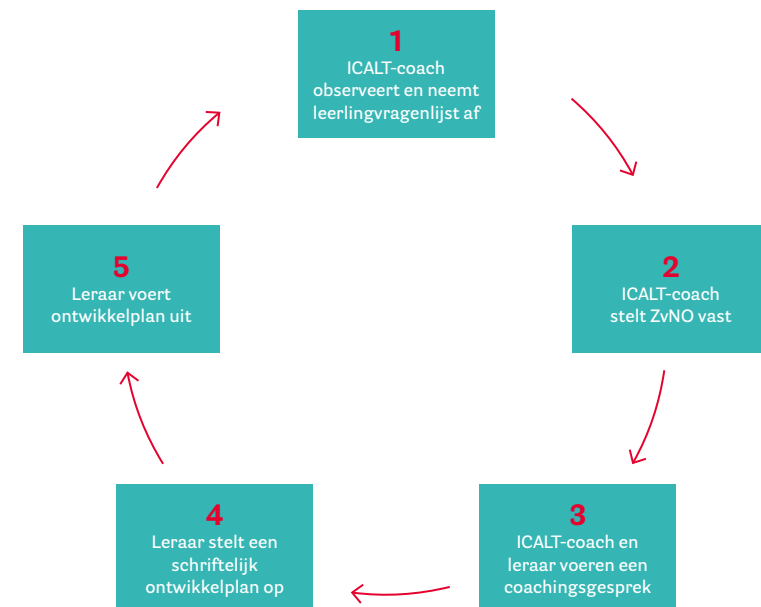 1
ICALT-coach
observeert en neemt
leerlingvragenlijst af
2
ICALT-coach
stelt ZvNO vast
3
ICALT-coach en
leraar voeren een
coachingsgesprek
4
Leraar stelt een
schriftelijk
ontwikkelplan op
5
Leraar voert
ontwikkelplan uit